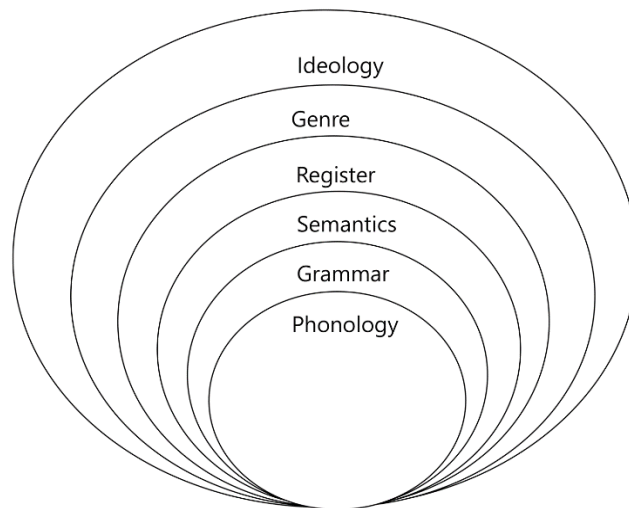 Ideology
Genre
Register
Semantics
Grammar
Phonology